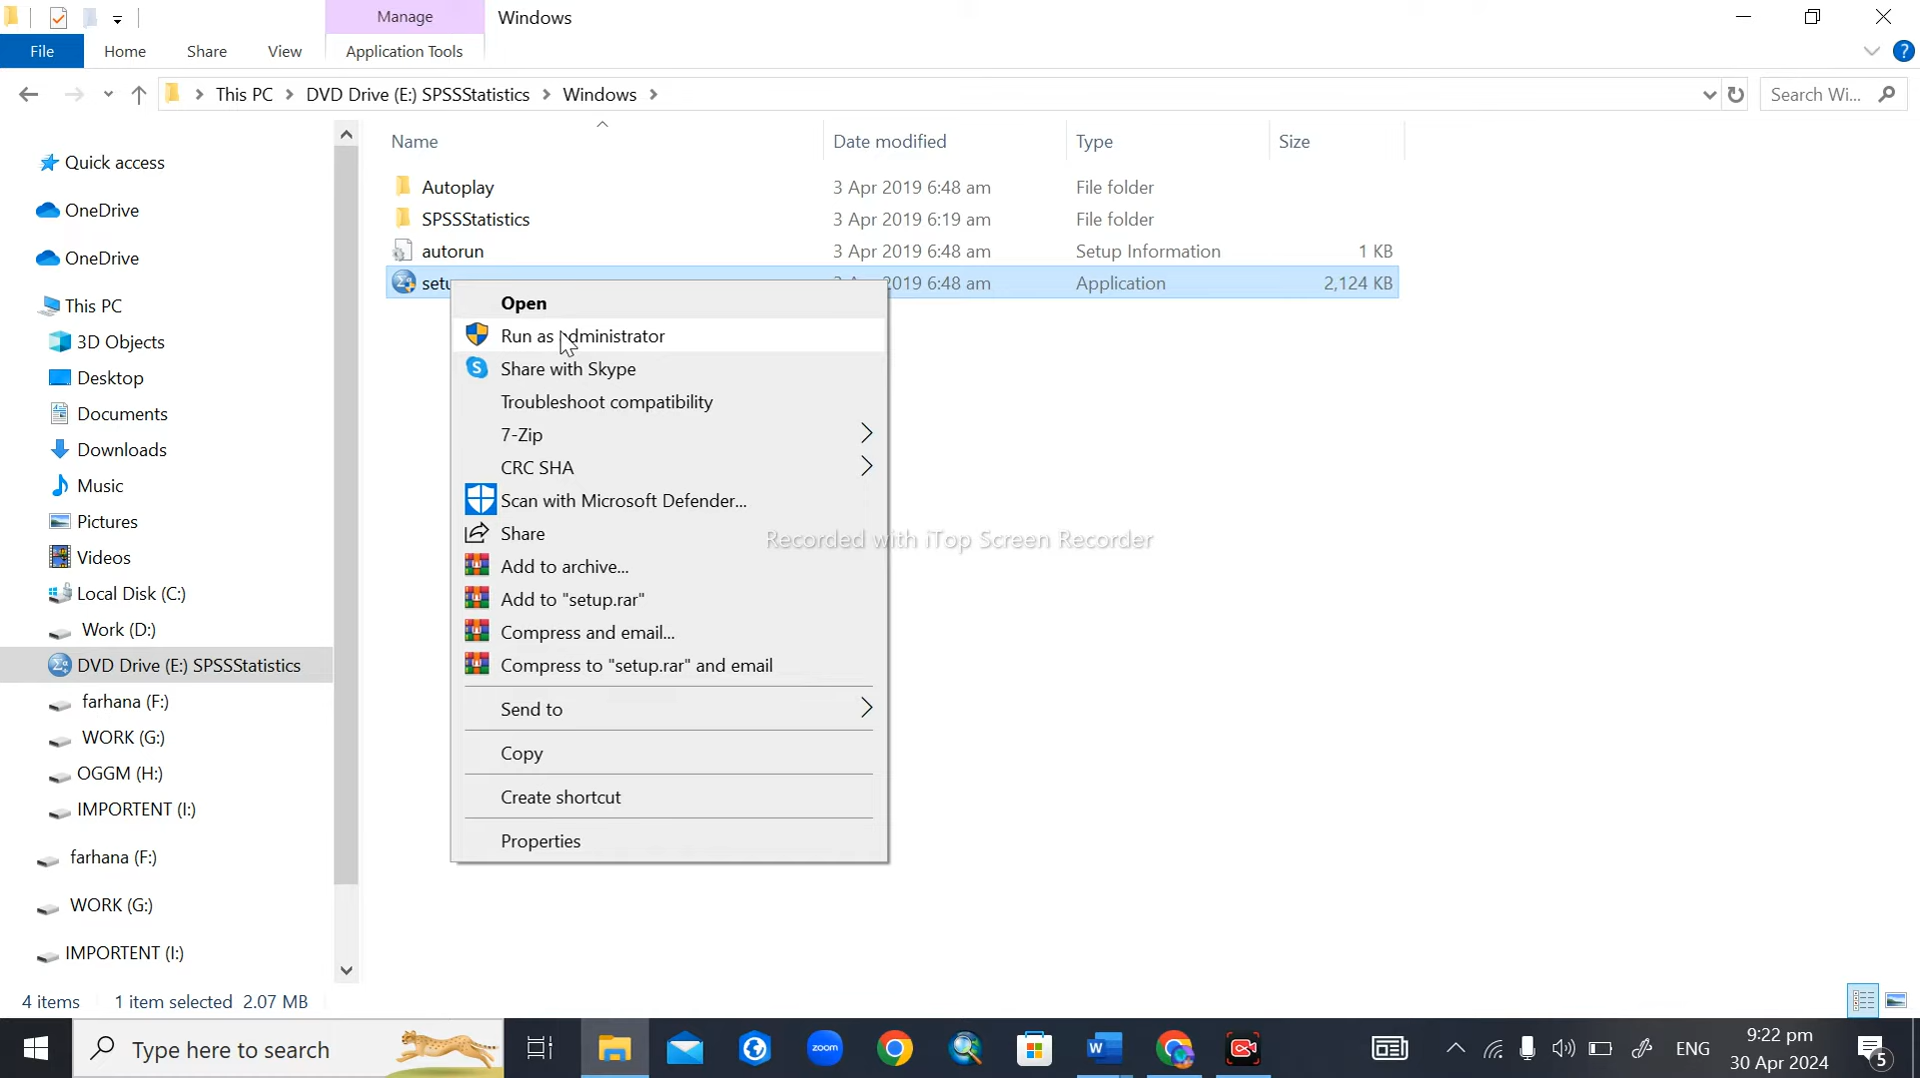 Manage
Windows
File
Home
Share
View
Application Tools
?
This PC
DVD Drive (E:) SPSSStatistics
Windows
Search Wi...
Name
Date modified
Type
Size
Autoplay
3 Apr 2019 6:48 am
File folder
SPSSStatistics
3 Apr 2019 6:19 am
File folder
autorun
3 Apr 2019 6:48 am
Setup Information
1 KB
2019 6:48 am
Application
2,124 KB
Open
Run as administrator
Share with Skype
Troubleshoot compatibility
7-Zip
CRC SHA
Scan with Microsoft Defender...
Share
Add to archive...
Add to "setup.rar"
Compress and email...
Compress to "setup.rar" and email
Send to
Copy
Create shortcut
Properties
Recorded with iTop Screen Recorder
Quick access
OneDrive
OneDrive
This PC
3D Objects
Desktop
Documents
Downloads
Music
Pictures
Videos
Local Disk (C:)
Work (D:)
DVD Drive (E:) SPSSStatistics
farhana (F:)
WORK (G:)
OGGM (H:)
IMPORTENT (I:)
farhana (F:)
WORK (G:)
IMPORTENT (I:)
4 items
1 item selected 2.07 MB
Type here to search
zoom
ENG
9:22 pm
30 Apr 2024
5